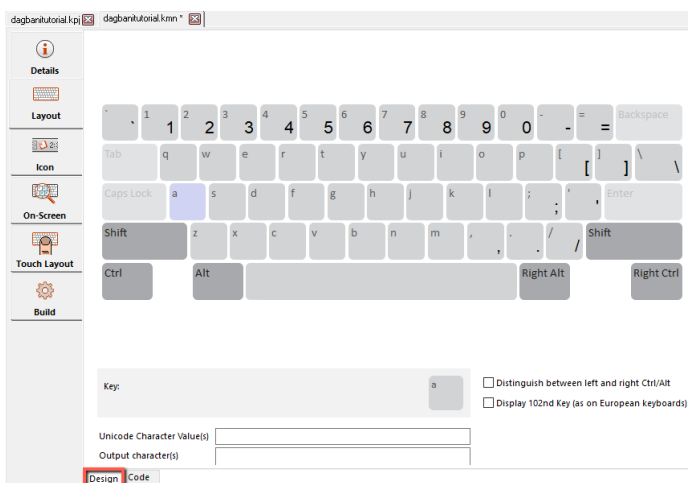 dagbanitutorial.kpj dagbanitutorial.kmn *
Details
Layout
Icon
On-Screen
Touch Layout
Build
` ` 1 1 2 2 3 3 4 4 5 5 6 6 7 7 8 8 9 9 0 0 - - = = Backspace
Tab q w e r t y u i o p [ [ ] ] \ \
Caps Lock a s d f g h j k l ; ; ' ' Enter
Shift z x c v b n m , , . . / / Shift
Ctrl Alt Right Alt Right Ctrl
Key: a
Distinguish between left and right Ctrl/Alt
Display 102nd Key (as on European keyboards)
Unicode Character Value(s)
Output character(s)
Design Code